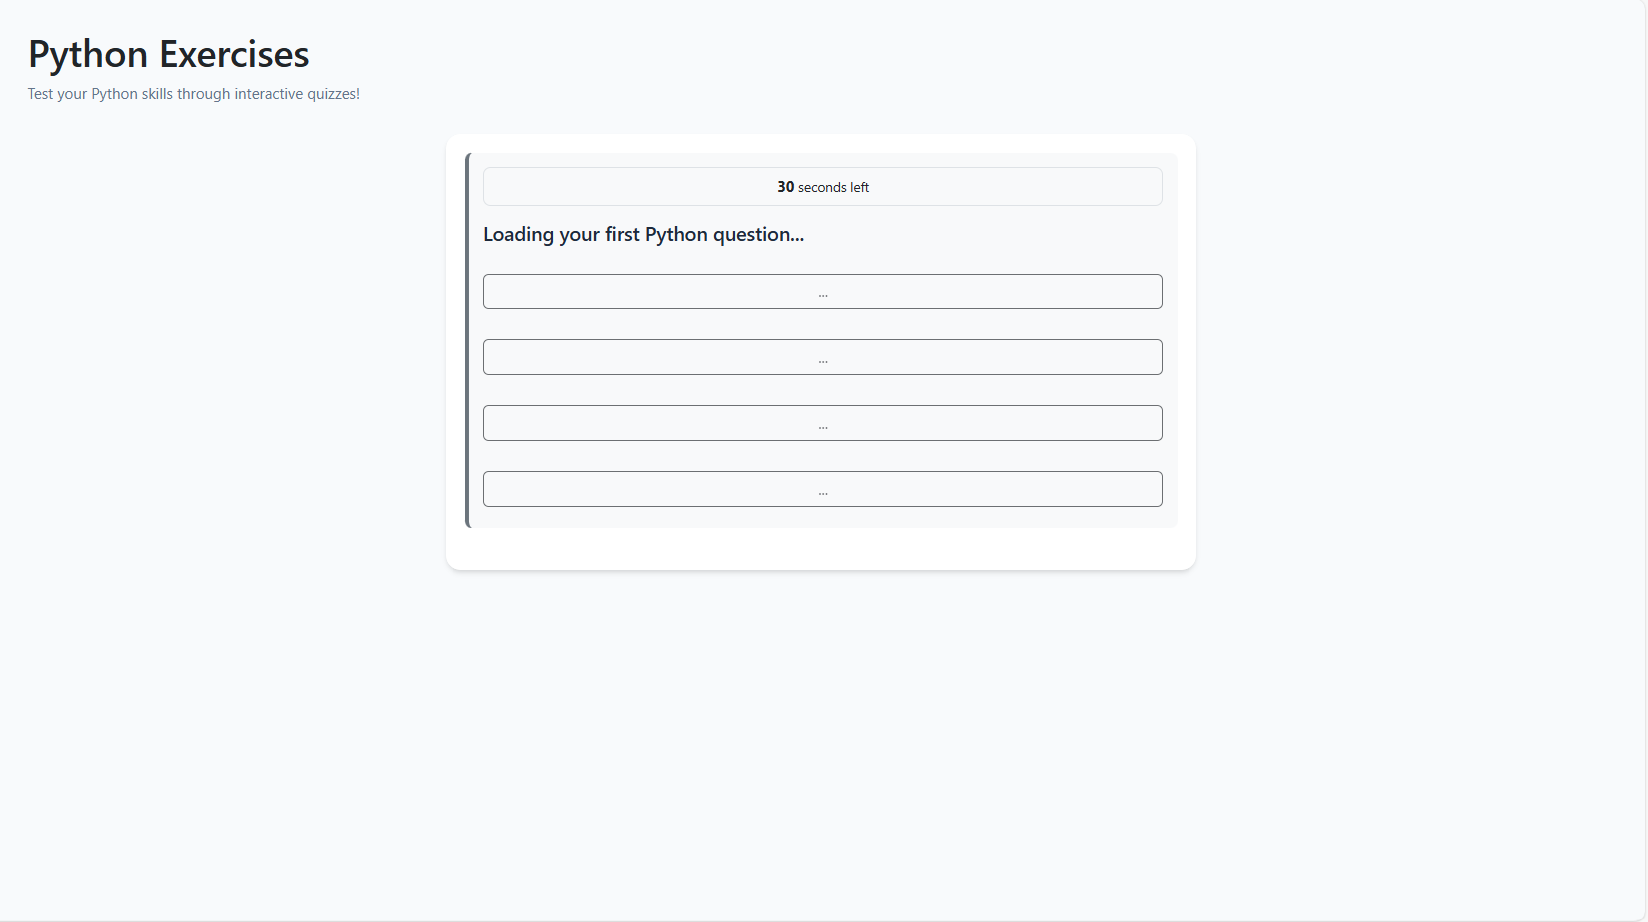 Python Exercises
Test your Python skills through interactive quizzes!
30 seconds left
Loading your first Python question...
...
...
...
...